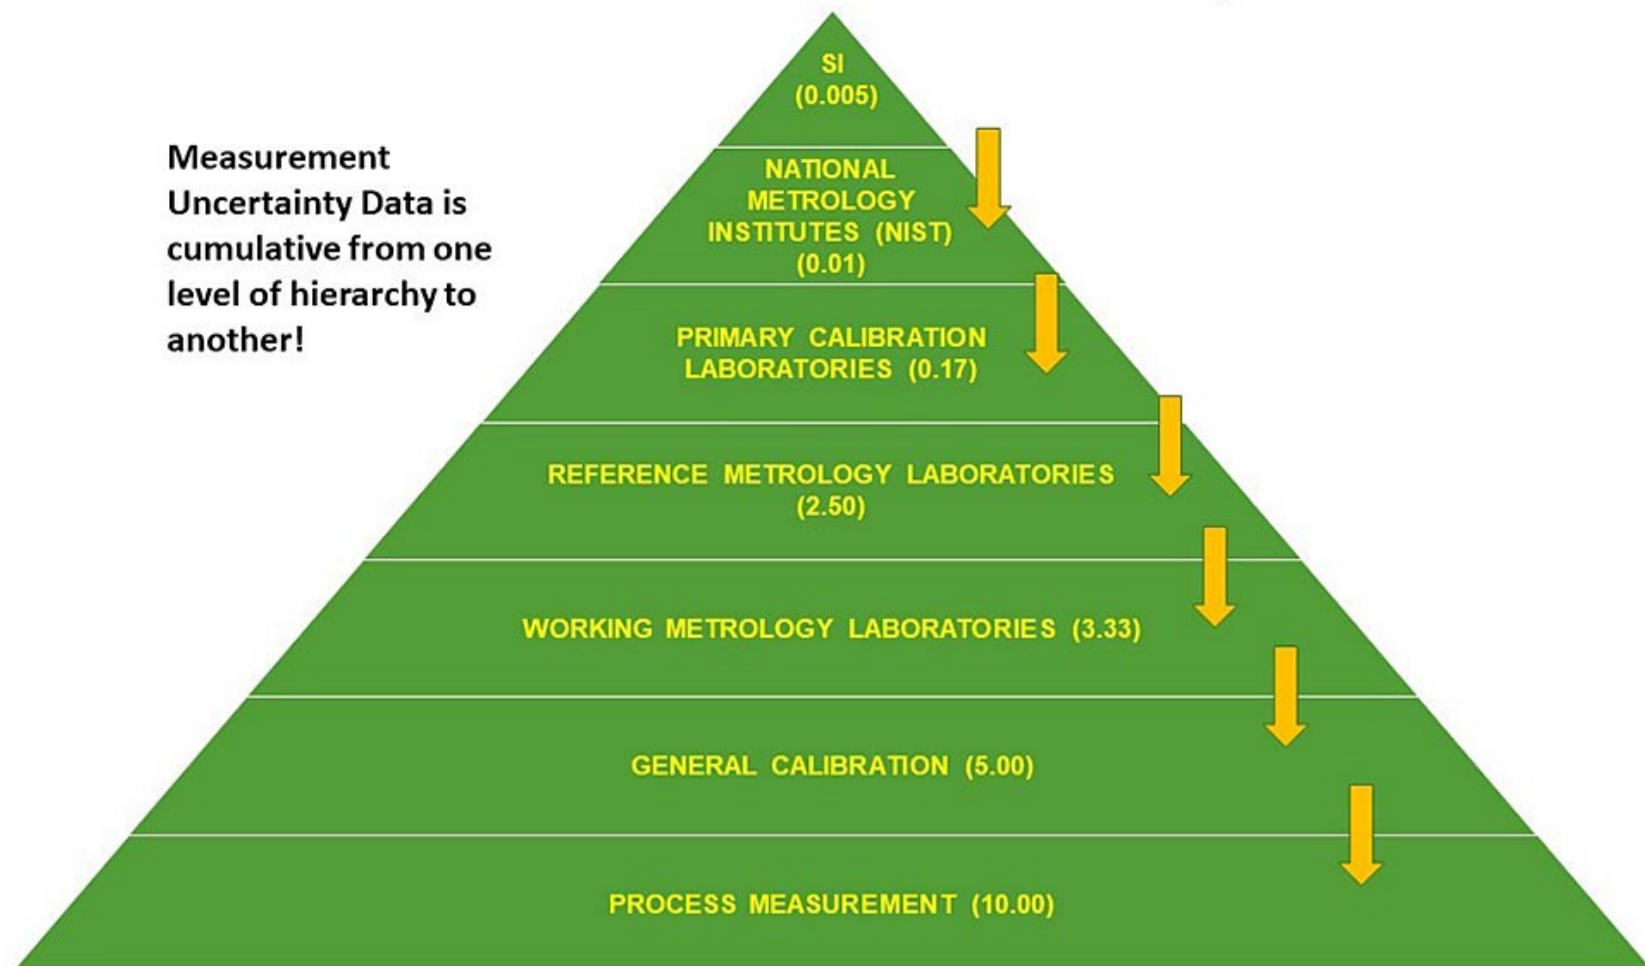 SI
(0.005)
Measurement
Uncertainty Data is
cumulative from one
level of hierarchy to
another!
NATIONAL
METROLOGY
INSTITUTES (NIST)
(0.01)
PRIMARY CALIBRATION
LABORATORIES (0.17)
REFERENCE METROLOGY LABORATORIES
(2.50)
WORKING METROLOGY LABORATORIES (3.33)
GENERAL CALIBRATION (5.00)
PROCESS MEASUREMENT (10.00)